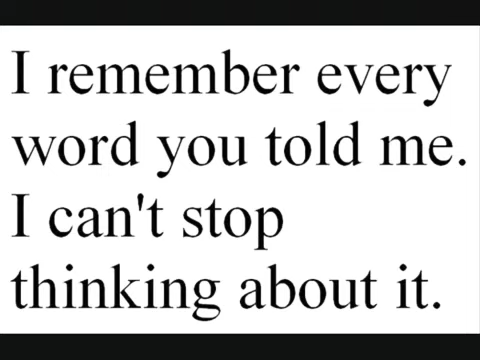 I remember every
word you told me.
I can't stop
thinking about it.